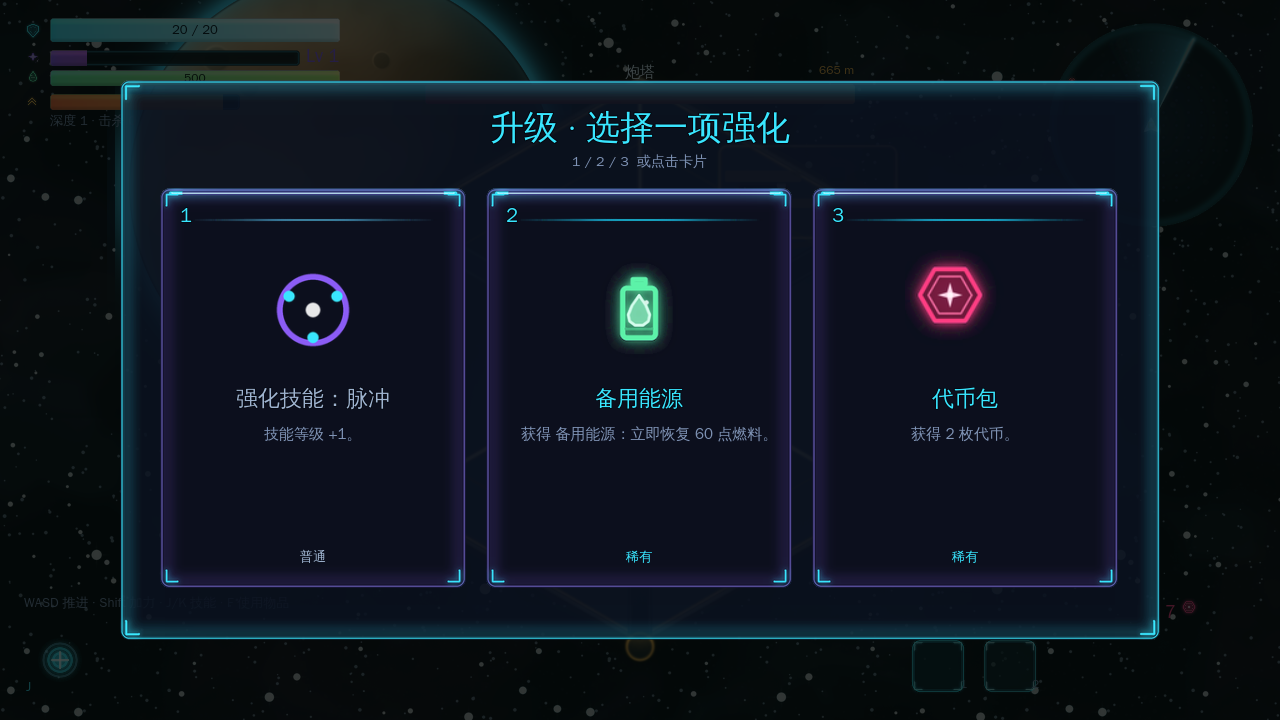 20 / 20
500
炮塔
665 m
深度 1 · 击杀
升级 · 选择一项强化
1 / 2 / 3 或点击卡片
1
2
3
强化技能：脉冲
备用能源
代币包
技能等级 +1。
获得 备用能源：立即恢复 60 点燃料。
获得 2 枚代币。
普通
稀有
稀有
WASD 推进 · Shif
7
J